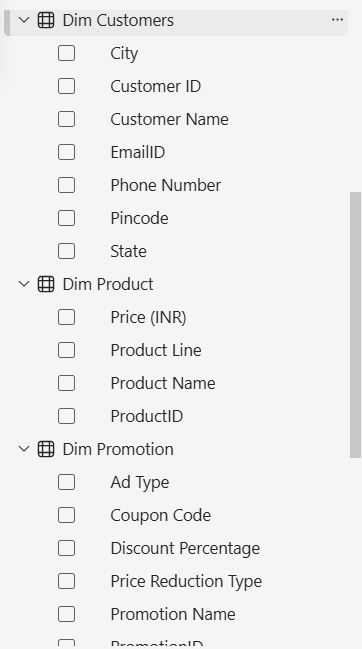 Dim Customers
City
Customer ID
Customer Name
EmailID
Phone Number
Pincode
State
Dim Product
Price (INR)
Product Line
Product Name
ProductID
Dim Promotion
Ad Type
Coupon Code
Discount Percentage
Price Reduction Type
Promotion Name
PromotionID